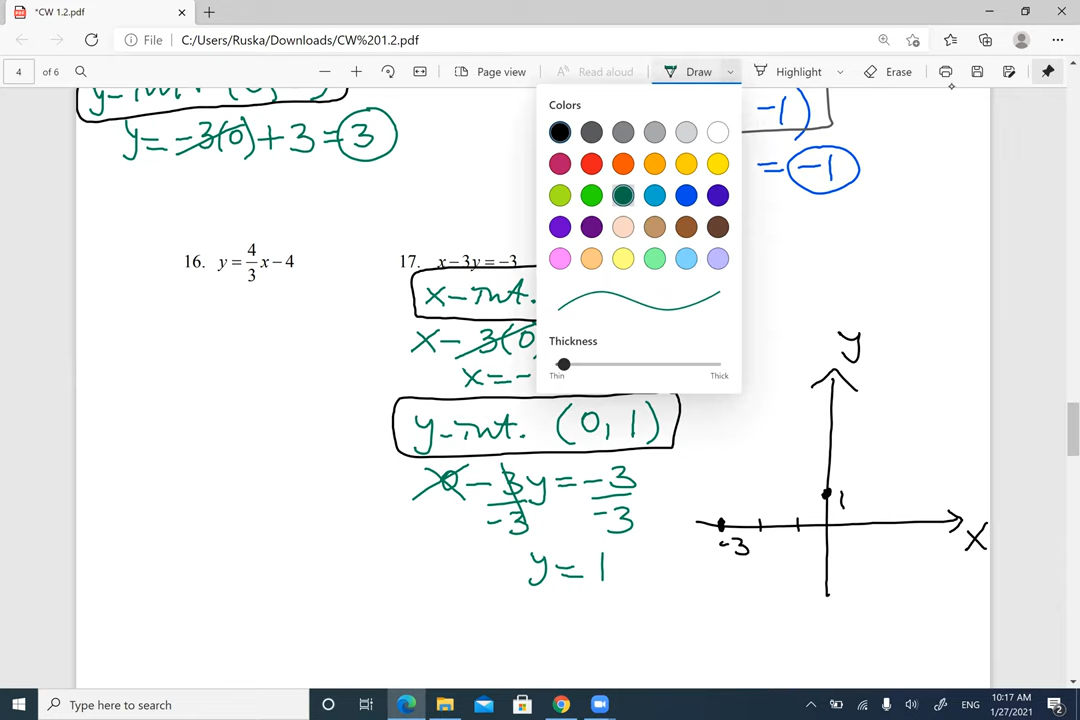 *CW 1.2.pdf
File C:/Users/Ruska/Downloads/CW%201.2.pdf
4 of 6 Page view Read aloud Draw Highlight Erase
y-int.
y = -3(0) + 3 = 3
-1)
= -1
Colors
Thickness
Thin Thick
16. y = 4/3 x - 4
17. x - 3y = -3
x-int.
x - 3(0
x = -
y-int. (0, 1)
x0 - 3y/-3 = -3/-3
y = 1
y
1
-3
X
Type here to search
ENG
10:17 AM
1/27/2021
2